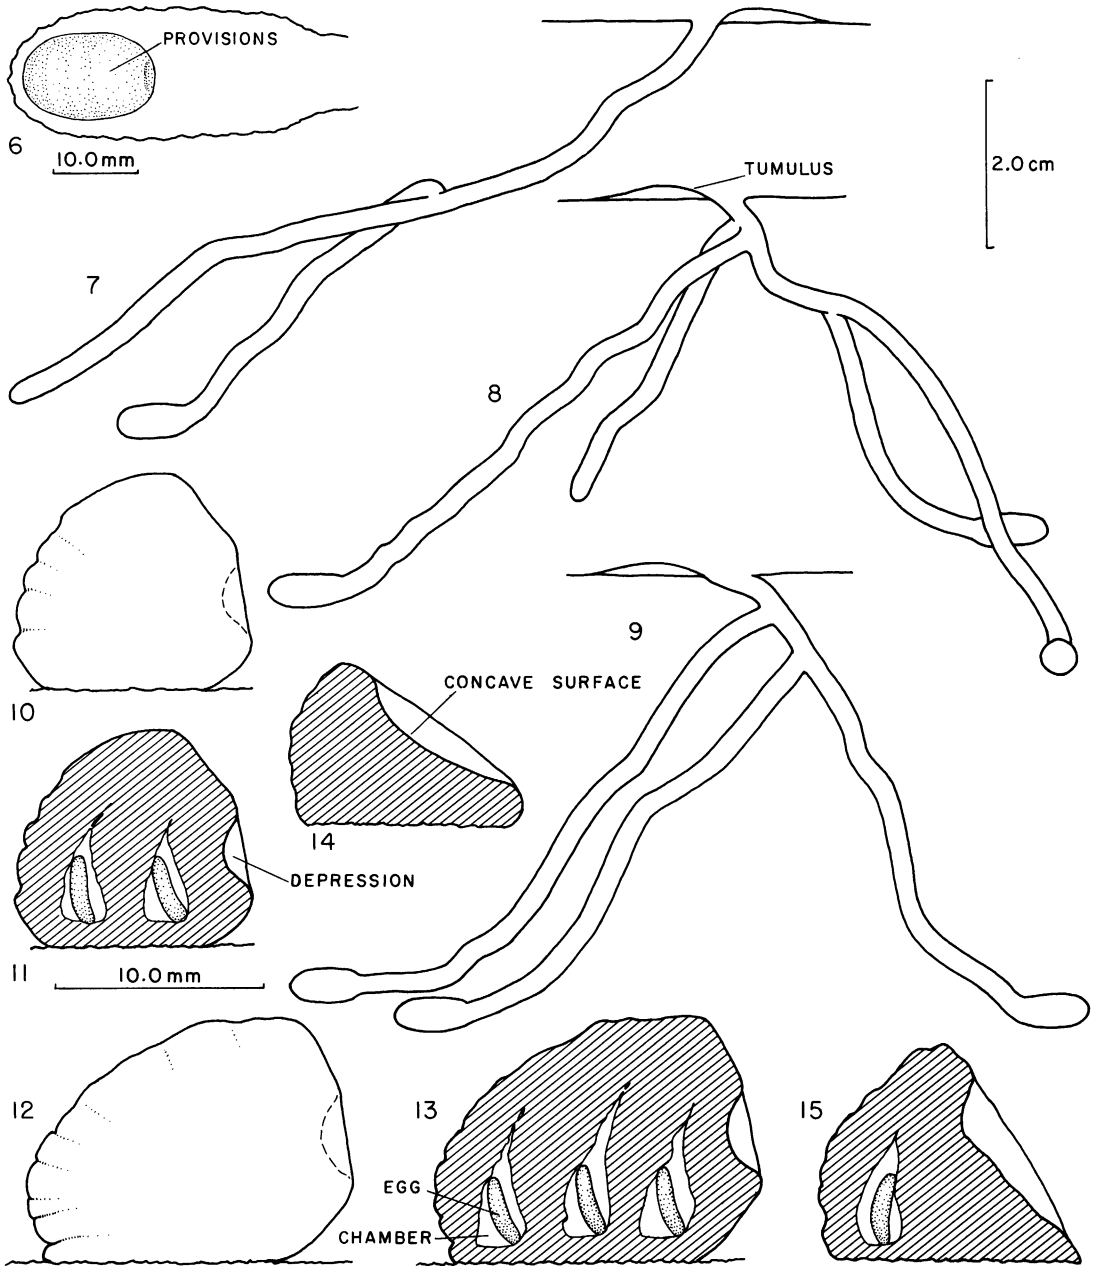 PROVISIONS
6
10.0mm
2.0 cm
TUMULUS
7
8
9
10
CONCAVE SURFACE
14
DEPRESSION
11
10.0mm
12
13
15
EGG
CHAMBER